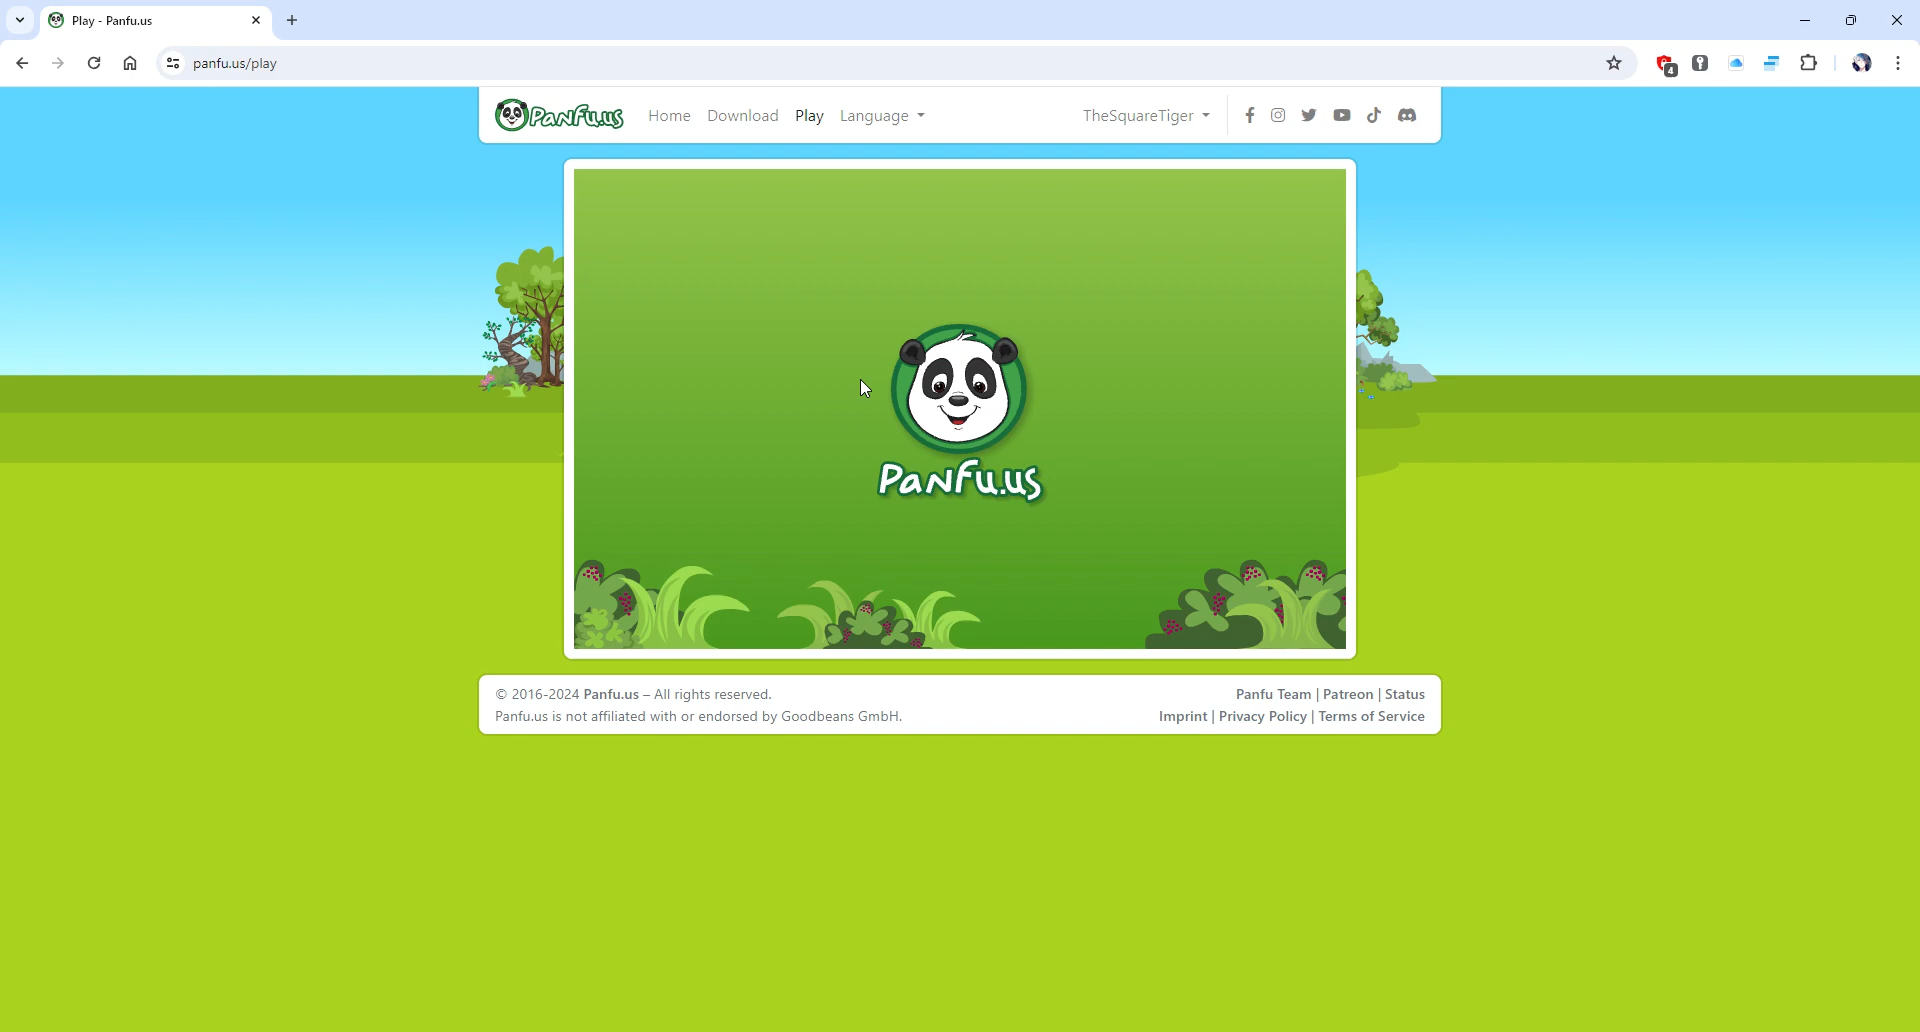 Play - Panfu.us
panfu.us/play
4
Panfu.us Home Download Play Language TheSquareTiger
Panfu.us
© 2016-2024 Panfu.us – All rights reserved.
Panfu Team | Patreon | Status
Panfu.us is not affiliated with or endorsed by Goodbeans GmbH.
Imprint | Privacy Policy | Terms of Service